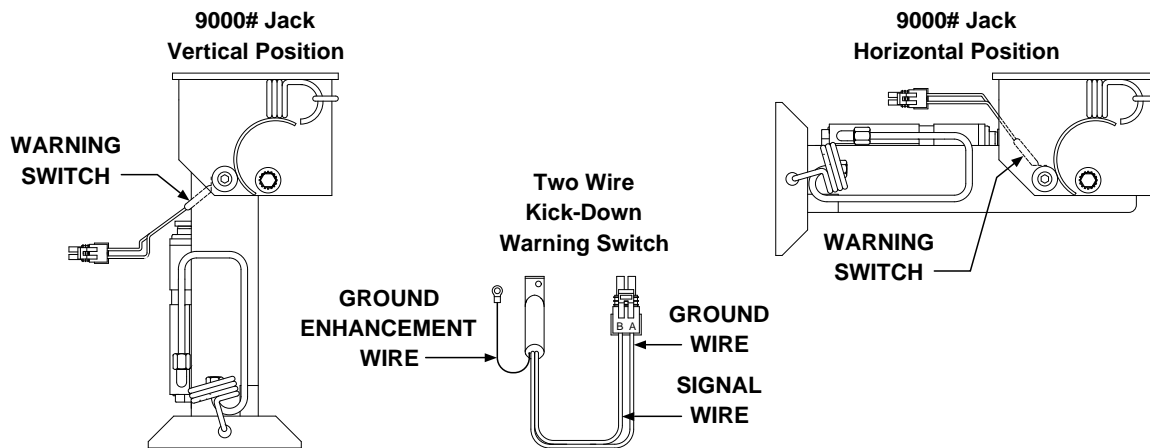 9000# Jack
Vertical Position
WARNING
SWITCH
Two Wire
Kick-Down
Warning Switch
GROUND
ENHANCEMENT
WIRE
B A
GROUND
WIRE
SIGNAL
WIRE
9000# Jack
Horizontal Position
WARNING
SWITCH